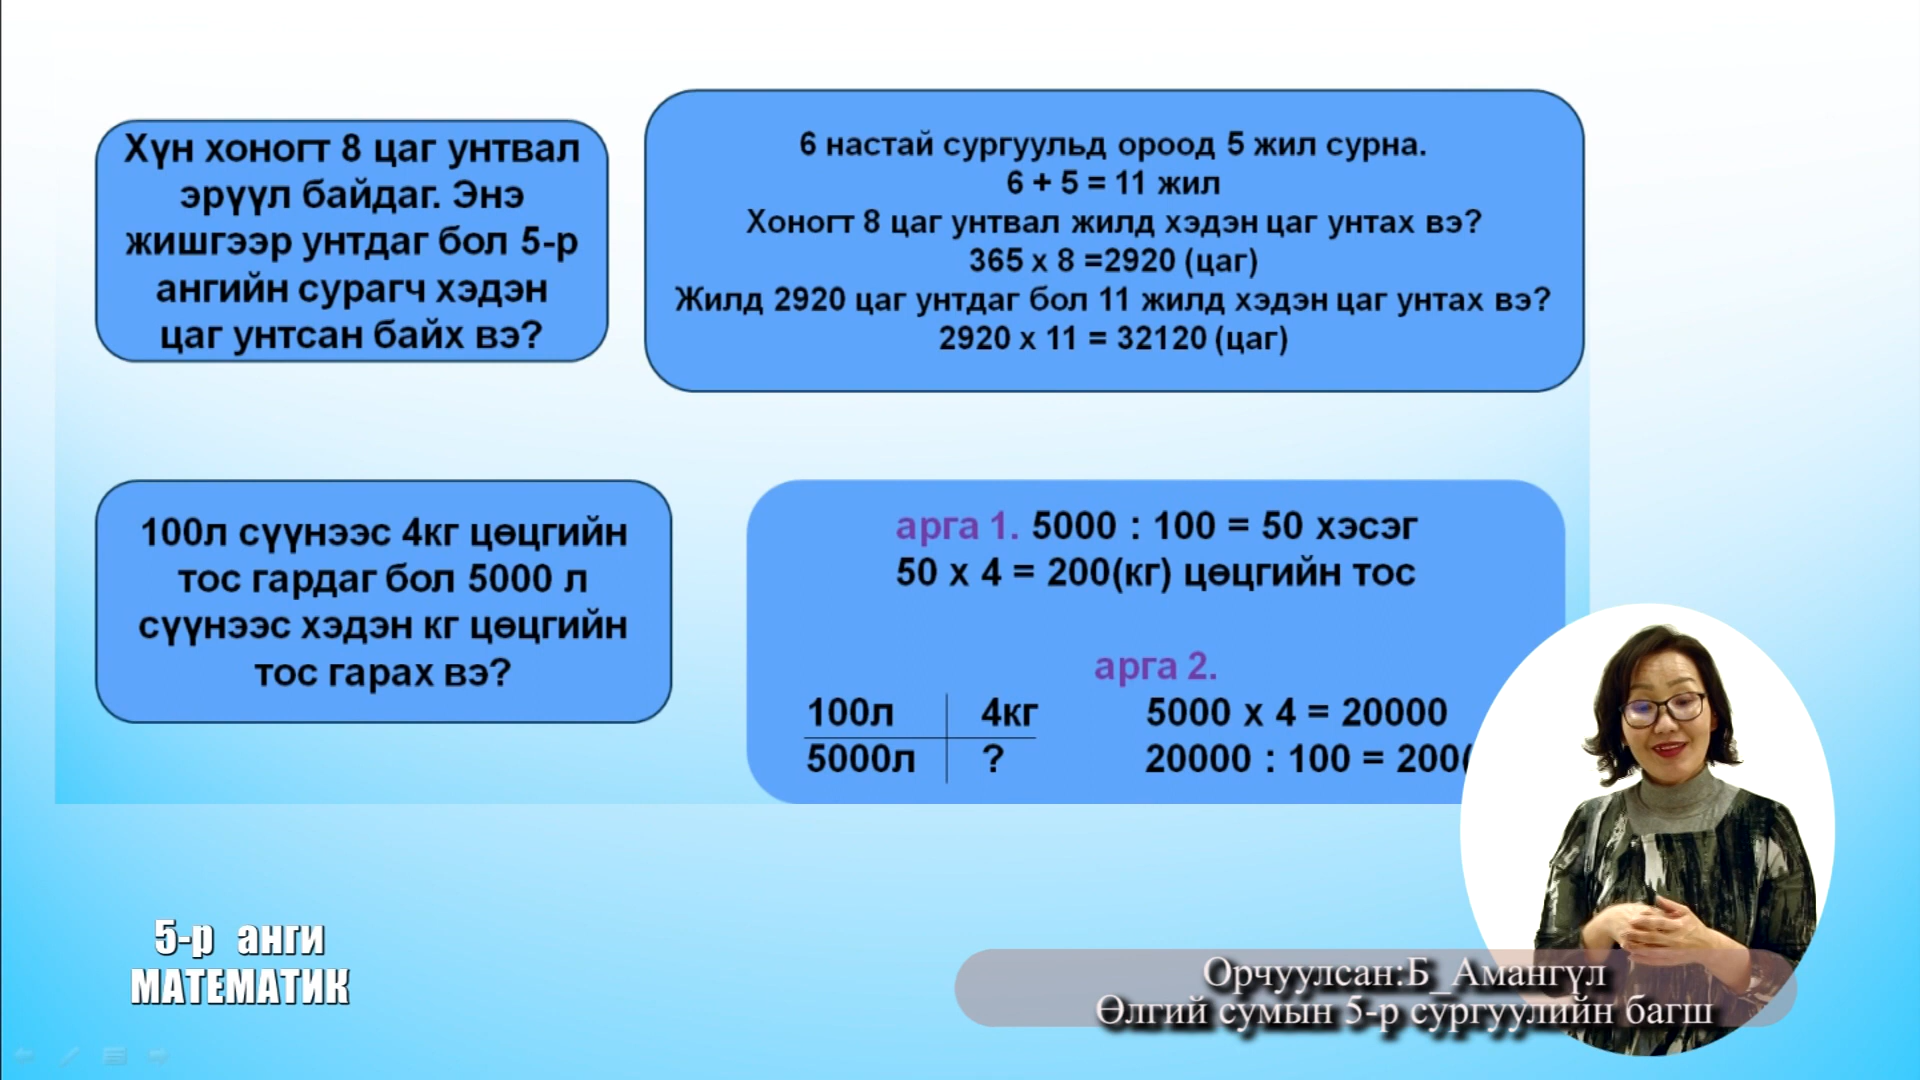 Хүн хоногт 8 цаг унтвал
эрүүл байдаг. Энэ
жишгээр унтдаг бол 5-р
ангийн сурагч хэдэн
цаг унтсан байх вэ?
6 настай сургуульд ороод 5 жил сурна.
6 + 5 = 11 жил
Хоногт 8 цаг унтвал жилд хэдэн цаг унтах вэ?
365 x 8 =2920 (цаг)
Жилд 2920 цаг унтдаг бол 11 жилд хэдэн цаг унтах вэ?
2920 x 11 = 32120 (цаг)
100л сүүнээс 4кг цөцгийн
тос гардаг бол 5000 л
сүүнээс хэдэн кг цөцгийн
тос гарах вэ?
арга 1. 5000 : 100 = 50 хэсэг
50 x 4 = 200(кг) цөцгийн тос
арга 2.
100л 4кг 5000 x 4 = 20000
5000л ? 20000 : 100 = 200(
5-р анги
МАТЕМАТИК
Орчуулсан:Б_Амангүл
Өлгий сумын 5-р сургуулийн багш